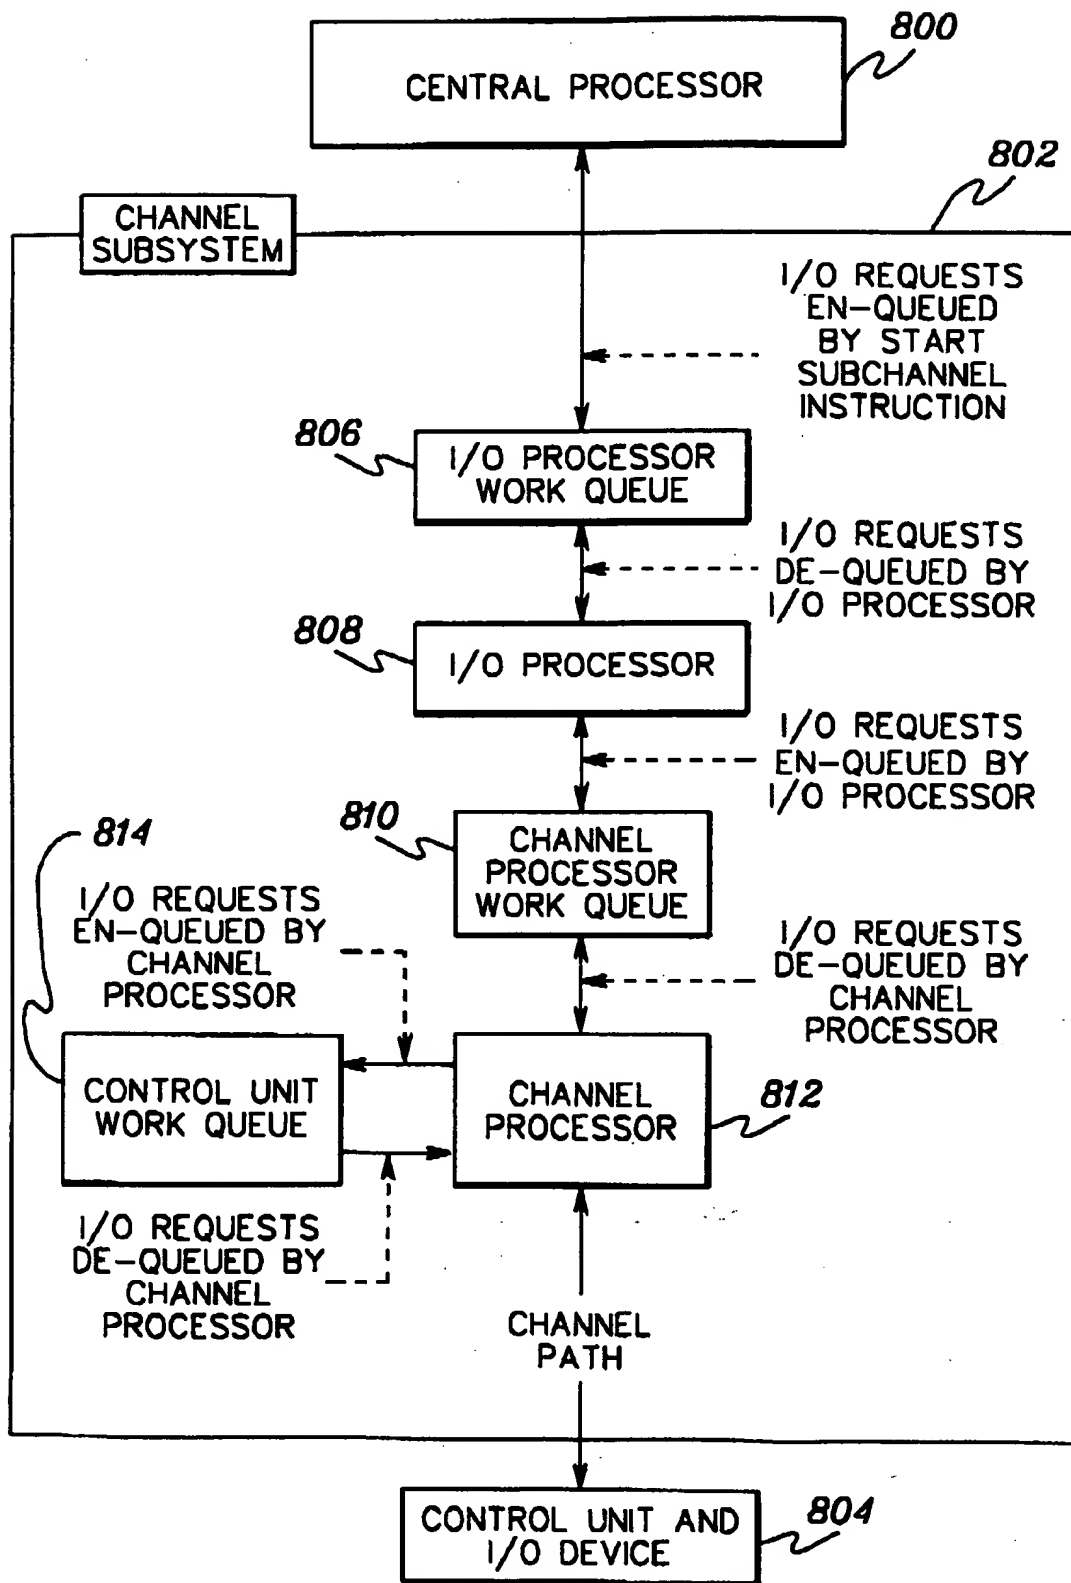 800
CENTRAL PROCESSOR
802
CHANNEL
SUBSYSTEM
I/O REQUESTS
EN-QUEUED
BY START
SUBCHANNEL
INSTRUCTION
806
I/O PROCESSOR
WORK QUEUE
I/O REQUESTS
DE-QUEUED BY
I/O PROCESSOR
808
I/O PROCESSOR
I/O REQUESTS
EN-QUEUED BY
I/O PROCESSOR
810
CHANNEL
PROCESSOR
WORK QUEUE
814
I/O REQUESTS
EN-QUEUED BY
CHANNEL
PROCESSOR
I/O REQUESTS
DE-QUEUED BY
CHANNEL
PROCESSOR
CONTROL UNIT
WORK QUEUE
CHANNEL
PROCESSOR
812
I/O REQUESTS
DE-QUEUED BY
CHANNEL
PROCESSOR
CHANNEL
PATH
CONTROL UNIT AND
I/O DEVICE
804